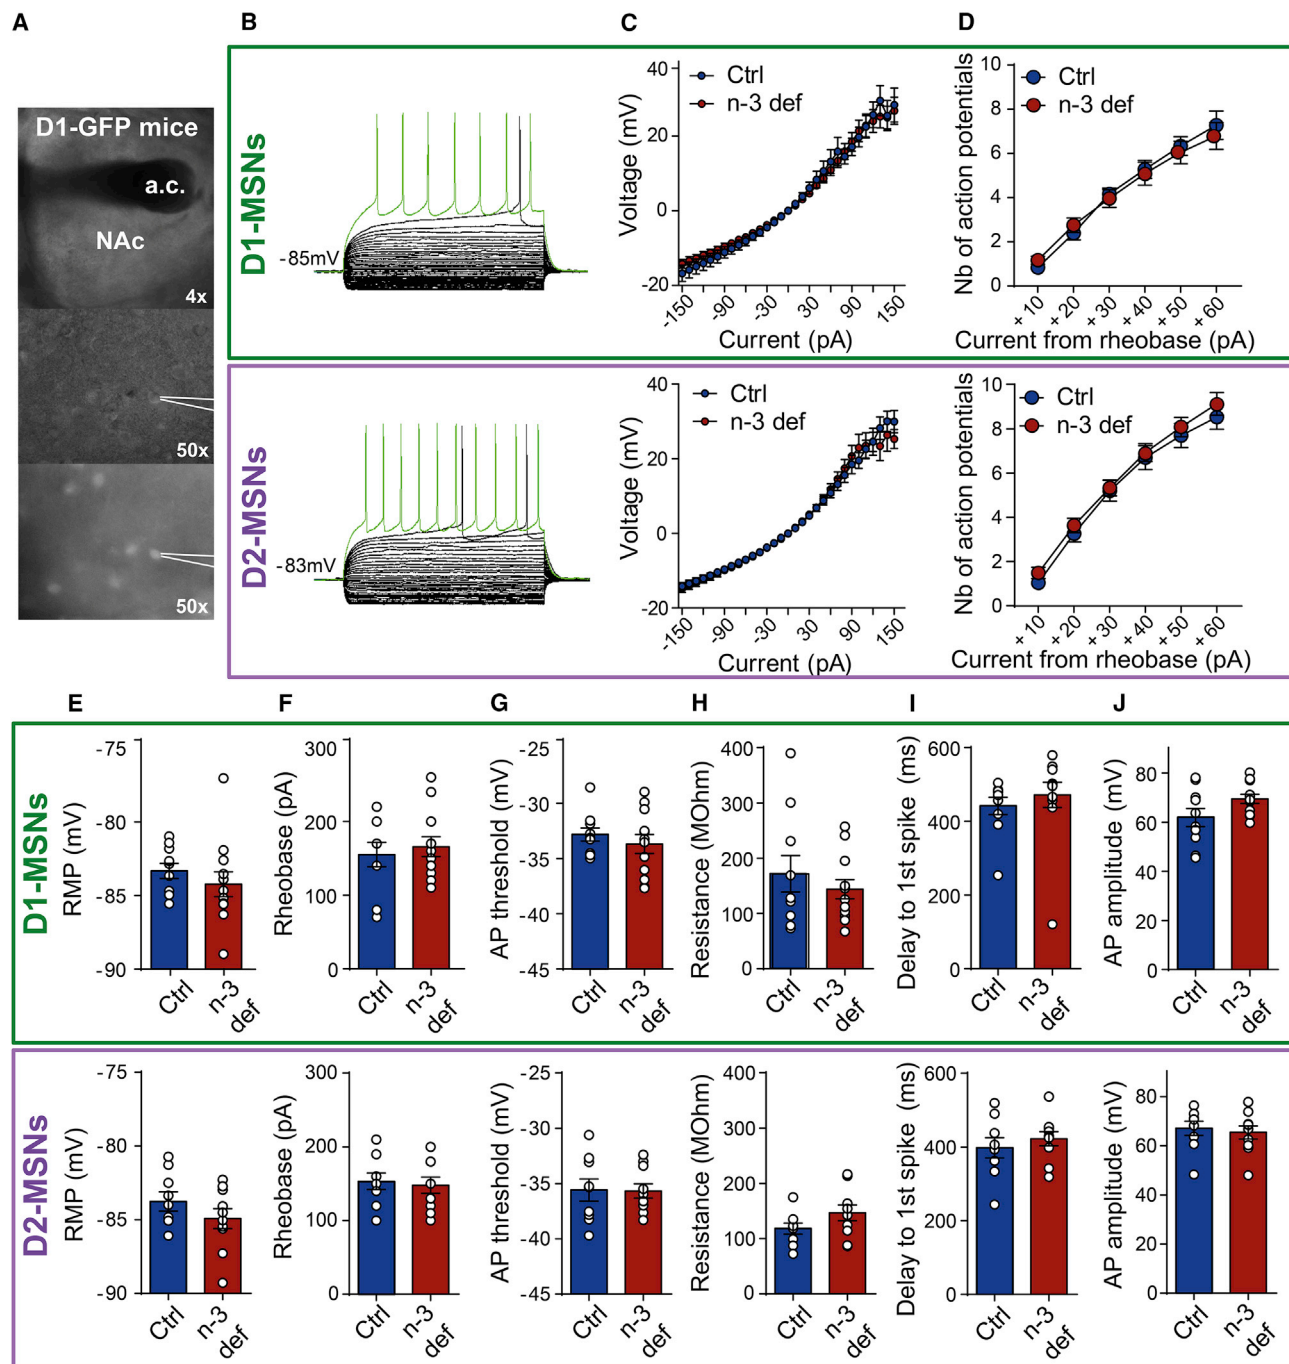 A
B
C
D
D1-GFP mice
a.c.
NAc
4x
50x
50x
D1-MSNs
-85mV
Voltage (mV)
40
20
0
-20
Ctrl
n-3 def
-150
-90
-30
30
90
150
Current (pA)
Nb of action potentials
10
8
6
4
2
0
Ctrl
n-3 def
+10
+20
+30
+40
+50
+60
Current from rheobase (pA)
D2-MSNs
-83mV
Voltage (mV)
40
20
0
-20
Ctrl
n-3 def
-150
-90
-30
30
90
150
Current (pA)
Nb of action potentials
10
8
6
4
2
0
Ctrl
n-3 def
+10
+20
+30
+40
+50
+60
Current from rheobase (pA)
E
F
G
H
I
J
D1-MSNs
RMP (mV)
-75
-80
-85
-90
Ctrl
n-3
def
Rheobase (pA)
300
200
100
0
Ctrl
n-3
def
AP threshold (mV)
-25
-30
-35
-40
-45
Ctrl
n-3
def
Resistance (MOhm)
400
300
200
100
0
Ctrl
n-3
def
Delay to 1st spike (ms)
600
400
200
0
Ctrl
n-3
def
AP amplitude (mV)
80
60
40
20
0
Ctrl
n-3
def
D2-MSNs
RMP (mV)
-75
-80
-85
-90
Ctrl
n-3
def
Rheobase (pA)
300
200
100
0
Ctrl
n-3
def
AP threshold (mV)
-25
-30
-35
-40
-45
Ctrl
n-3
def
Resistance (MOhm)
400
300
200
100
0
Ctrl
n-3
def
Delay to 1st spike (ms)
600
400
200
0
Ctrl
n-3
def
AP amplitude (mV)
80
60
40
20
0
Ctrl
n-3
def